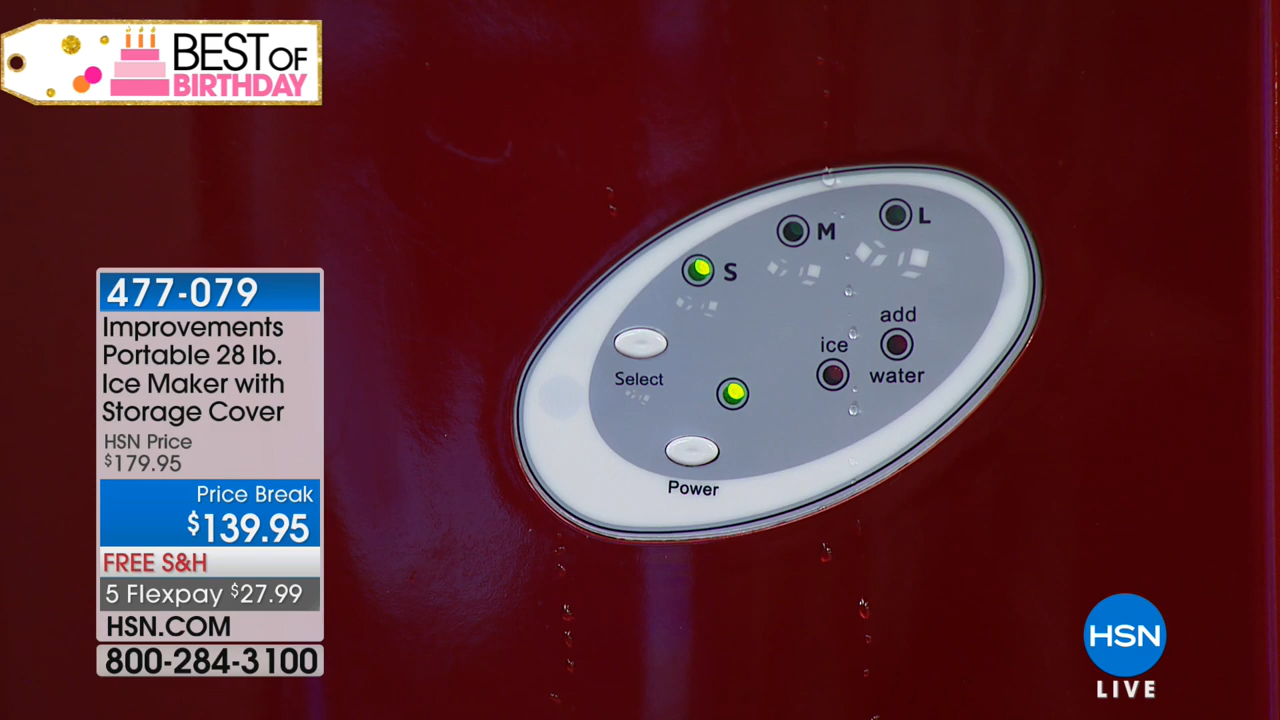 BEST OF
BIRTHDAY
477-079
Improvements
Portable 28 lb.
Ice Maker with
Storage Cover
HSN Price
$179.95
Price Break
$139.95
FREE S&H
5 Flexpay $27.99
HSN.COM
800-284-3100
S
M
L
Select
ice
add
water
Power
HSN
LIVE